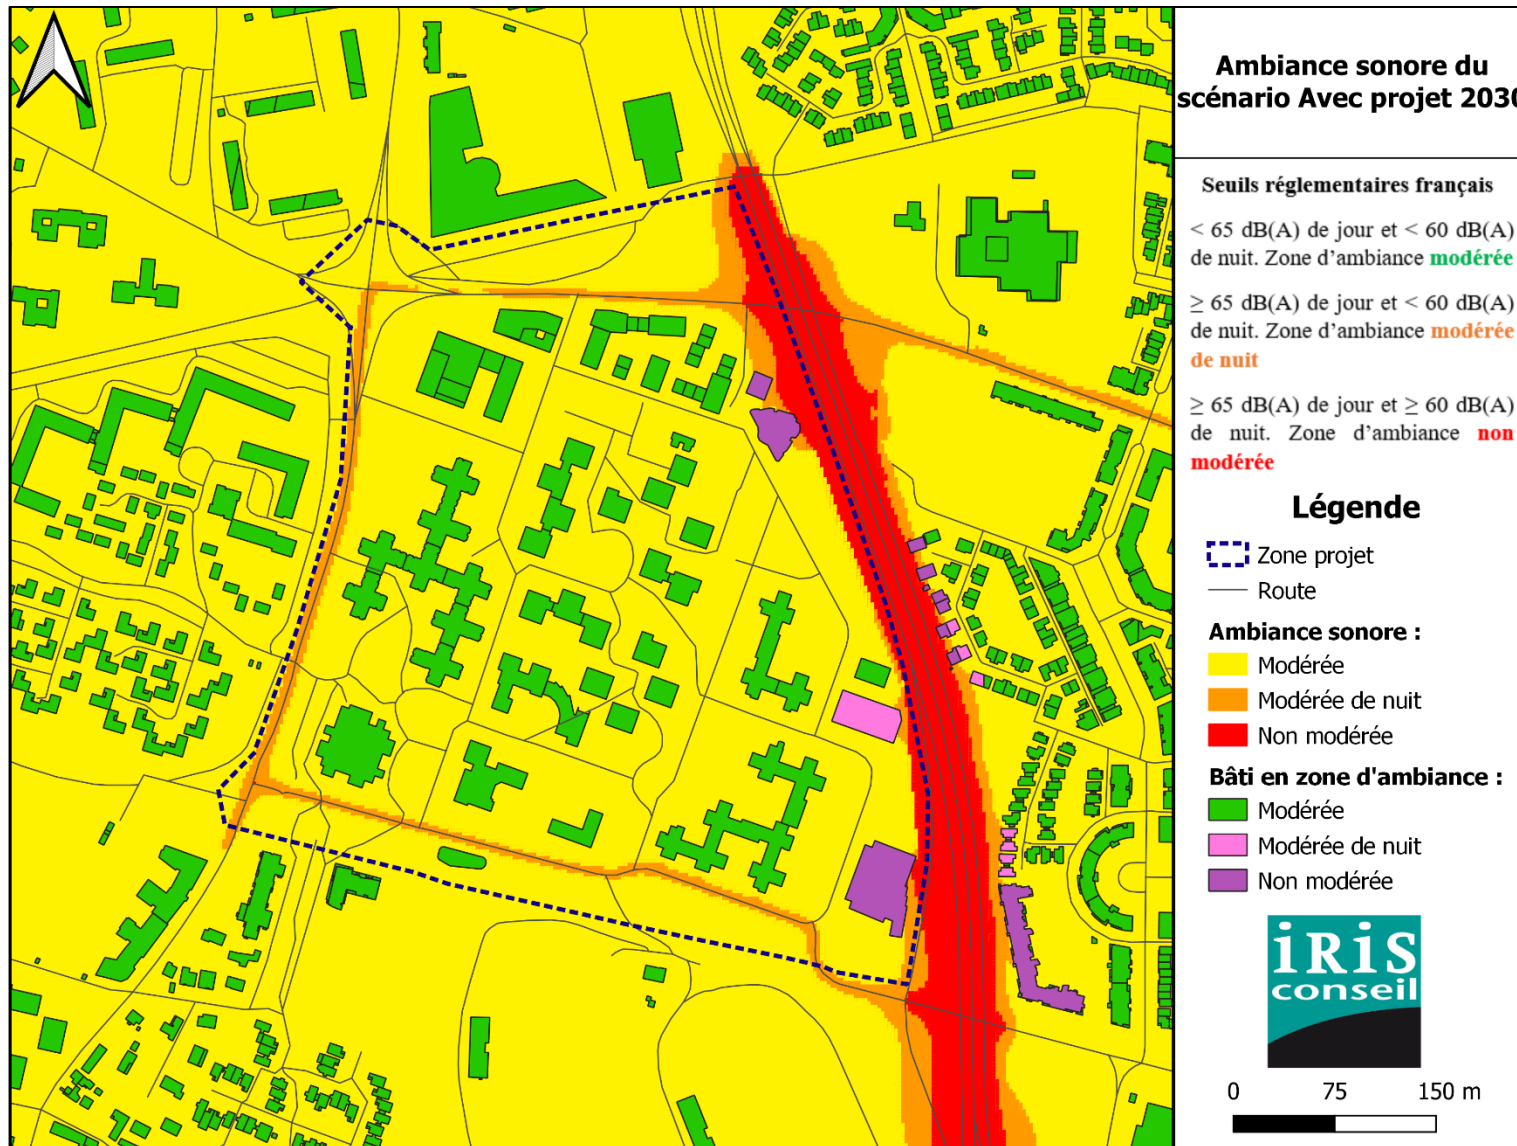 Ambiance sonore du
scénario Avec projet 2030
Seuils réglementaires français
< 65 dB(A) de jour et < 60 dB(A)
de nuit. Zone d’ambiance modérée
≥ 65 dB(A) de jour et < 60 dB(A)
de nuit. Zone d’ambiance modérée
de nuit
≥ 65 dB(A) de jour et ≥ 60 dB(A)
de nuit. Zone d’ambiance non
modérée
Légende
Zone projet
Route
Ambiance sonore :
Modérée
Modérée de nuit
Non modérée
Bâti en zone d'ambiance :
Modérée
Modérée de nuit
Non modérée
iRiS
conseil
0 75 150 m